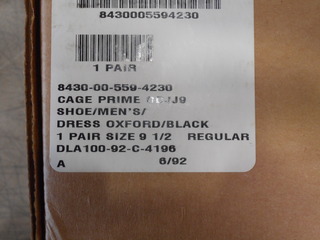 8430005594230
1 PAIR
8430-00-559-4230
CAGE PRIME
SHOE/MEN'S/
DRESS OXFORD/BLACK
1 PAIR SIZE 9 1/2 REGULAR
DLA100-92-C-4196
A 6/92